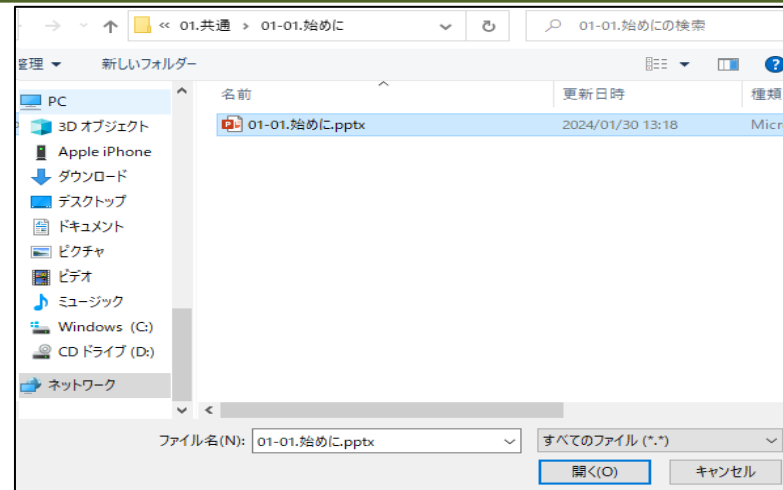 « 01.共通 › 01-01.始めに
01-01.始めにの検索
整理 新しいフォルダー
名前 更新日時 種類
PC
01-01.始めに.pptx 2024/01/30 13:18 Micr
3D オブジェクト
Apple iPhone
ダウンロード
デスクトップ
ドキュメント
ピクチャ
ビデオ
ミュージック
Windows (C:)
CD ドライブ (D:)
ネットワーク
ファイル名(N): 01-01.始めに.pptx すべてのファイル (*.*)
開く(O) キャンセル